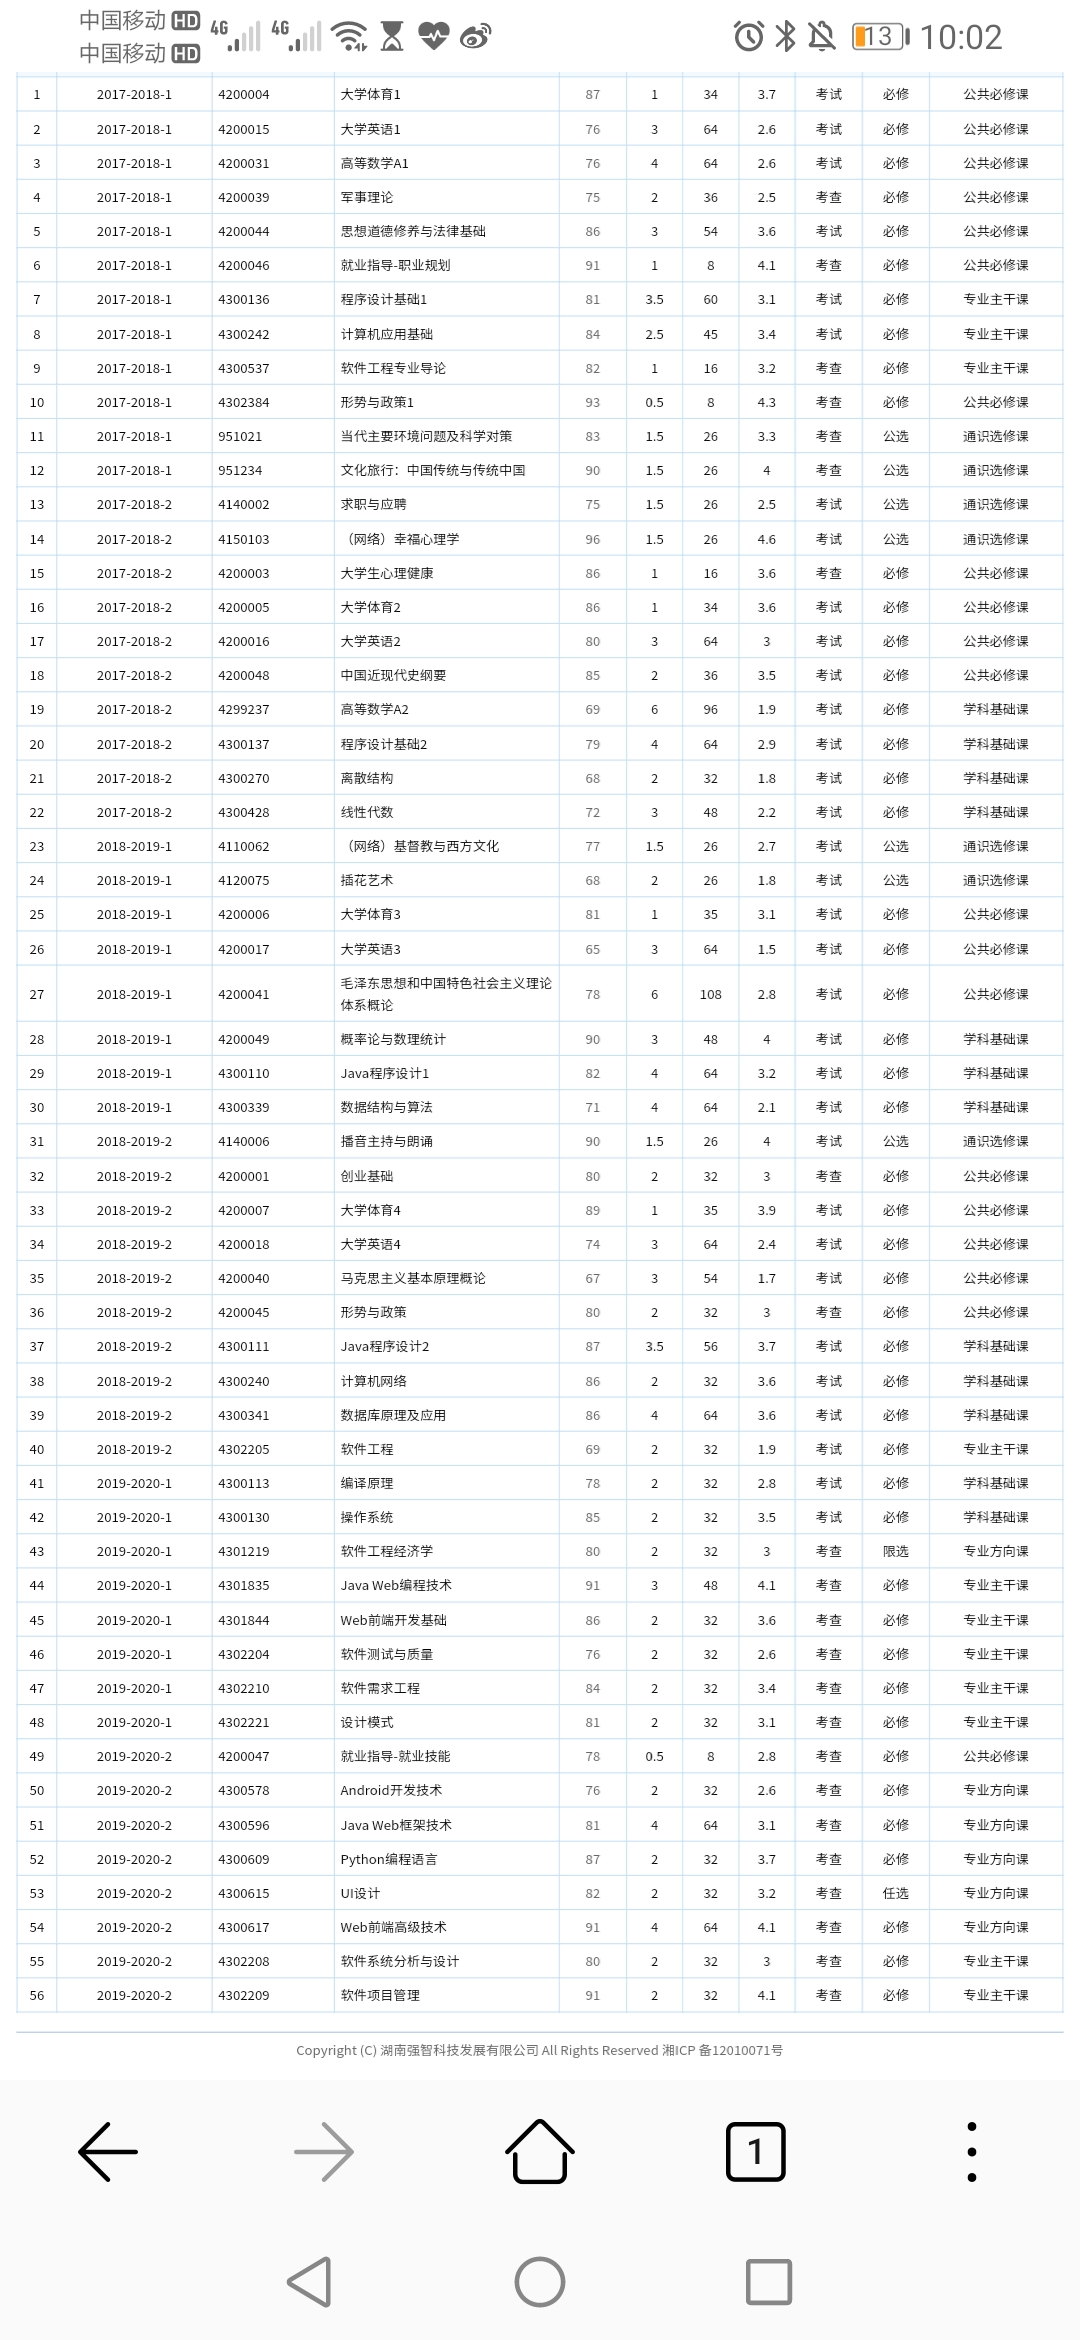 中国移动 HD 4G 4G 13 10:02
中国移动 HD
1 2017-2018-1 4200004 大学体育1 87 1 34 3.7 考试 必修 公共必修课
2 2017-2018-1 4200015 大学英语1 76 3 64 2.6 考试 必修 公共必修课
3 2017-2018-1 4200031 高等数学A1 76 4 64 2.6 考试 必修 公共必修课
4 2017-2018-1 4200039 军事理论 75 2 36 2.5 考查 必修 公共必修课
5 2017-2018-1 4200044 思想道德修养与法律基础 86 3 54 3.6 考试 必修 公共必修课
6 2017-2018-1 4200046 就业指导-职业规划 91 1 8 4.1 考查 必修 公共必修课
7 2017-2018-1 4300136 程序设计基础1 81 3.5 60 3.1 考试 必修 专业主干课
8 2017-2018-1 4300242 计算机应用基础 84 2.5 45 3.4 考试 必修 专业主干课
9 2017-2018-1 4300537 软件工程专业导论 82 1 16 3.2 考查 必修 专业主干课
10 2017-2018-1 4302384 形势与政策1 93 0.5 8 4.3 考查 必修 公共必修课
11 2017-2018-1 951021 当代主要环境问题及科学对策 83 1.5 26 3.3 考查 公选 通识选修课
12 2017-2018-1 951234 文化旅行：中国传统与传统中国 90 1.5 26 4 考查 公选 通识选修课
13 2017-2018-2 4140002 求职与应聘 75 1.5 26 2.5 考试 公选 通识选修课
14 2017-2018-2 4150103 （网络）幸福心理学 96 1.5 26 4.6 考试 公选 通识选修课
15 2017-2018-2 4200003 大学生心理健康 86 1 16 3.6 考查 必修 公共必修课
16 2017-2018-2 4200005 大学体育2 86 1 34 3.6 考试 必修 公共必修课
17 2017-2018-2 4200016 大学英语2 80 3 64 3 考试 必修 公共必修课
18 2017-2018-2 4200048 中国近现代史纲要 85 2 36 3.5 考试 必修 公共必修课
19 2017-2018-2 4299237 高等数学A2 69 6 96 1.9 考试 必修 学科基础课
20 2017-2018-2 4300137 程序设计基础2 79 4 64 2.9 考试 必修 学科基础课
21 2017-2018-2 4300270 离散结构 68 2 32 1.8 考试 必修 学科基础课
22 2017-2018-2 4300428 线性代数 72 3 48 2.2 考试 必修 学科基础课
23 2018-2019-1 4110062 （网络）基督教与西方文化 77 1.5 26 2.7 考试 公选 通识选修课
24 2018-2019-1 4120075 插花艺术 68 2 26 1.8 考试 公选 通识选修课
25 2018-2019-1 4200006 大学体育3 81 1 35 3.1 考试 必修 公共必修课
26 2018-2019-1 4200017 大学英语3 65 3 64 1.5 考试 必修 公共必修课
27 2018-2019-1 4200041 毛泽东思想和中国特色社会主义理论 78 6 108 2.8 考试 必修 公共必修课
体系概论
28 2018-2019-1 4200049 概率论与数理统计 90 3 48 4 考试 必修 学科基础课
29 2018-2019-1 4300110 Java程序设计1 82 4 64 3.2 考试 必修 学科基础课
30 2018-2019-1 4300339 数据结构与算法 71 4 64 2.1 考试 必修 学科基础课
31 2018-2019-2 4140006 播音主持与朗诵 90 1.5 26 4 考试 公选 通识选修课
32 2018-2019-2 4200001 创业基础 80 2 32 3 考查 必修 公共必修课
33 2018-2019-2 4200007 大学体育4 89 1 35 3.9 考试 必修 公共必修课
34 2018-2019-2 4200018 大学英语4 74 3 64 2.4 考试 必修 公共必修课
35 2018-2019-2 4200040 马克思主义基本原理概论 67 3 54 1.7 考试 必修 公共必修课
36 2018-2019-2 4200045 形势与政策 80 2 32 3 考查 必修 公共必修课
37 2018-2019-2 4300111 Java程序设计2 87 3.5 56 3.7 考试 必修 学科基础课
38 2018-2019-2 4300240 计算机网络 86 2 32 3.6 考试 必修 学科基础课
39 2018-2019-2 4300341 数据库原理及应用 86 4 64 3.6 考试 必修 学科基础课
40 2018-2019-2 4302205 软件工程 69 2 32 1.9 考试 必修 专业主干课
41 2019-2020-1 4300113 编译原理 78 2 32 2.8 考试 必修 学科基础课
42 2019-2020-1 4300130 操作系统 85 2 32 3.5 考试 必修 学科基础课
43 2019-2020-1 4301219 软件工程经济学 80 2 32 3 考查 限选 专业方向课
44 2019-2020-1 4301835 Java Web编程技术 91 3 48 4.1 考查 必修 专业主干课
45 2019-2020-1 4301844 Web前端开发基础 86 2 32 3.6 考查 必修 专业主干课
46 2019-2020-1 4302204 软件测试与质量 76 2 32 2.6 考查 必修 专业主干课
47 2019-2020-1 4302210 软件需求工程 84 2 32 3.4 考查 必修 专业主干课
48 2019-2020-1 4302221 设计模式 81 2 32 3.1 考查 必修 专业主干课
49 2019-2020-2 4200047 就业指导-就业技能 78 0.5 8 2.8 考查 必修 公共必修课
50 2019-2020-2 4300578 Android开发技术 76 2 32 2.6 考查 必修 专业方向课
51 2019-2020-2 4300596 Java Web框架技术 81 4 64 3.1 考查 必修 专业方向课
52 2019-2020-2 4300609 Python编程语言 87 2 32 3.7 考查 必修 专业方向课
53 2019-2020-2 4300615 UI设计 82 2 32 3.2 考查 任选 专业方向课
54 2019-2020-2 4300617 Web前端高级技术 91 4 64 4.1 考查 必修 专业方向课
55 2019-2020-2 4302208 软件系统分析与设计 80 2 32 3 考查 必修 专业主干课
56 2019-2020-2 4302209 软件项目管理 91 2 32 4.1 考查 必修 专业主干课
Copyright (C) 湖南强智科技发展有限公司 All Rights Reserved 湘ICP 备12010071号
1